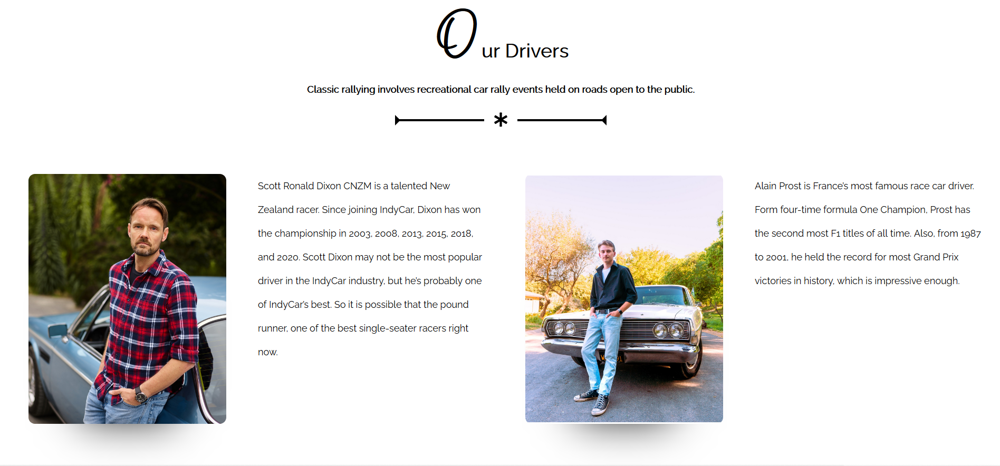 Our Drivers
Classic rallying involves recreational car rally events held on roads open to the public.
Scott Ronald Dixon CNZM is a talented New
Zealand racer. Since joining IndyCar, Dixon has won
the championship in 2003, 2008, 2013, 2015, 2018,
and 2020. Scott Dixon may not be the most popular
driver in the IndyCar industry, but he's probably one
of IndyCar's best. So it is possible that the pound
runner, one of the best single-seater racers right
now.
Alain Prost is France's most famous race car driver.
Form four-time formula One Champion, Prost has
the second most F1 titles of all time. Also, from 1987
to 2001, he held the record for most Grand Prix
victories in history, which is impressive enough.